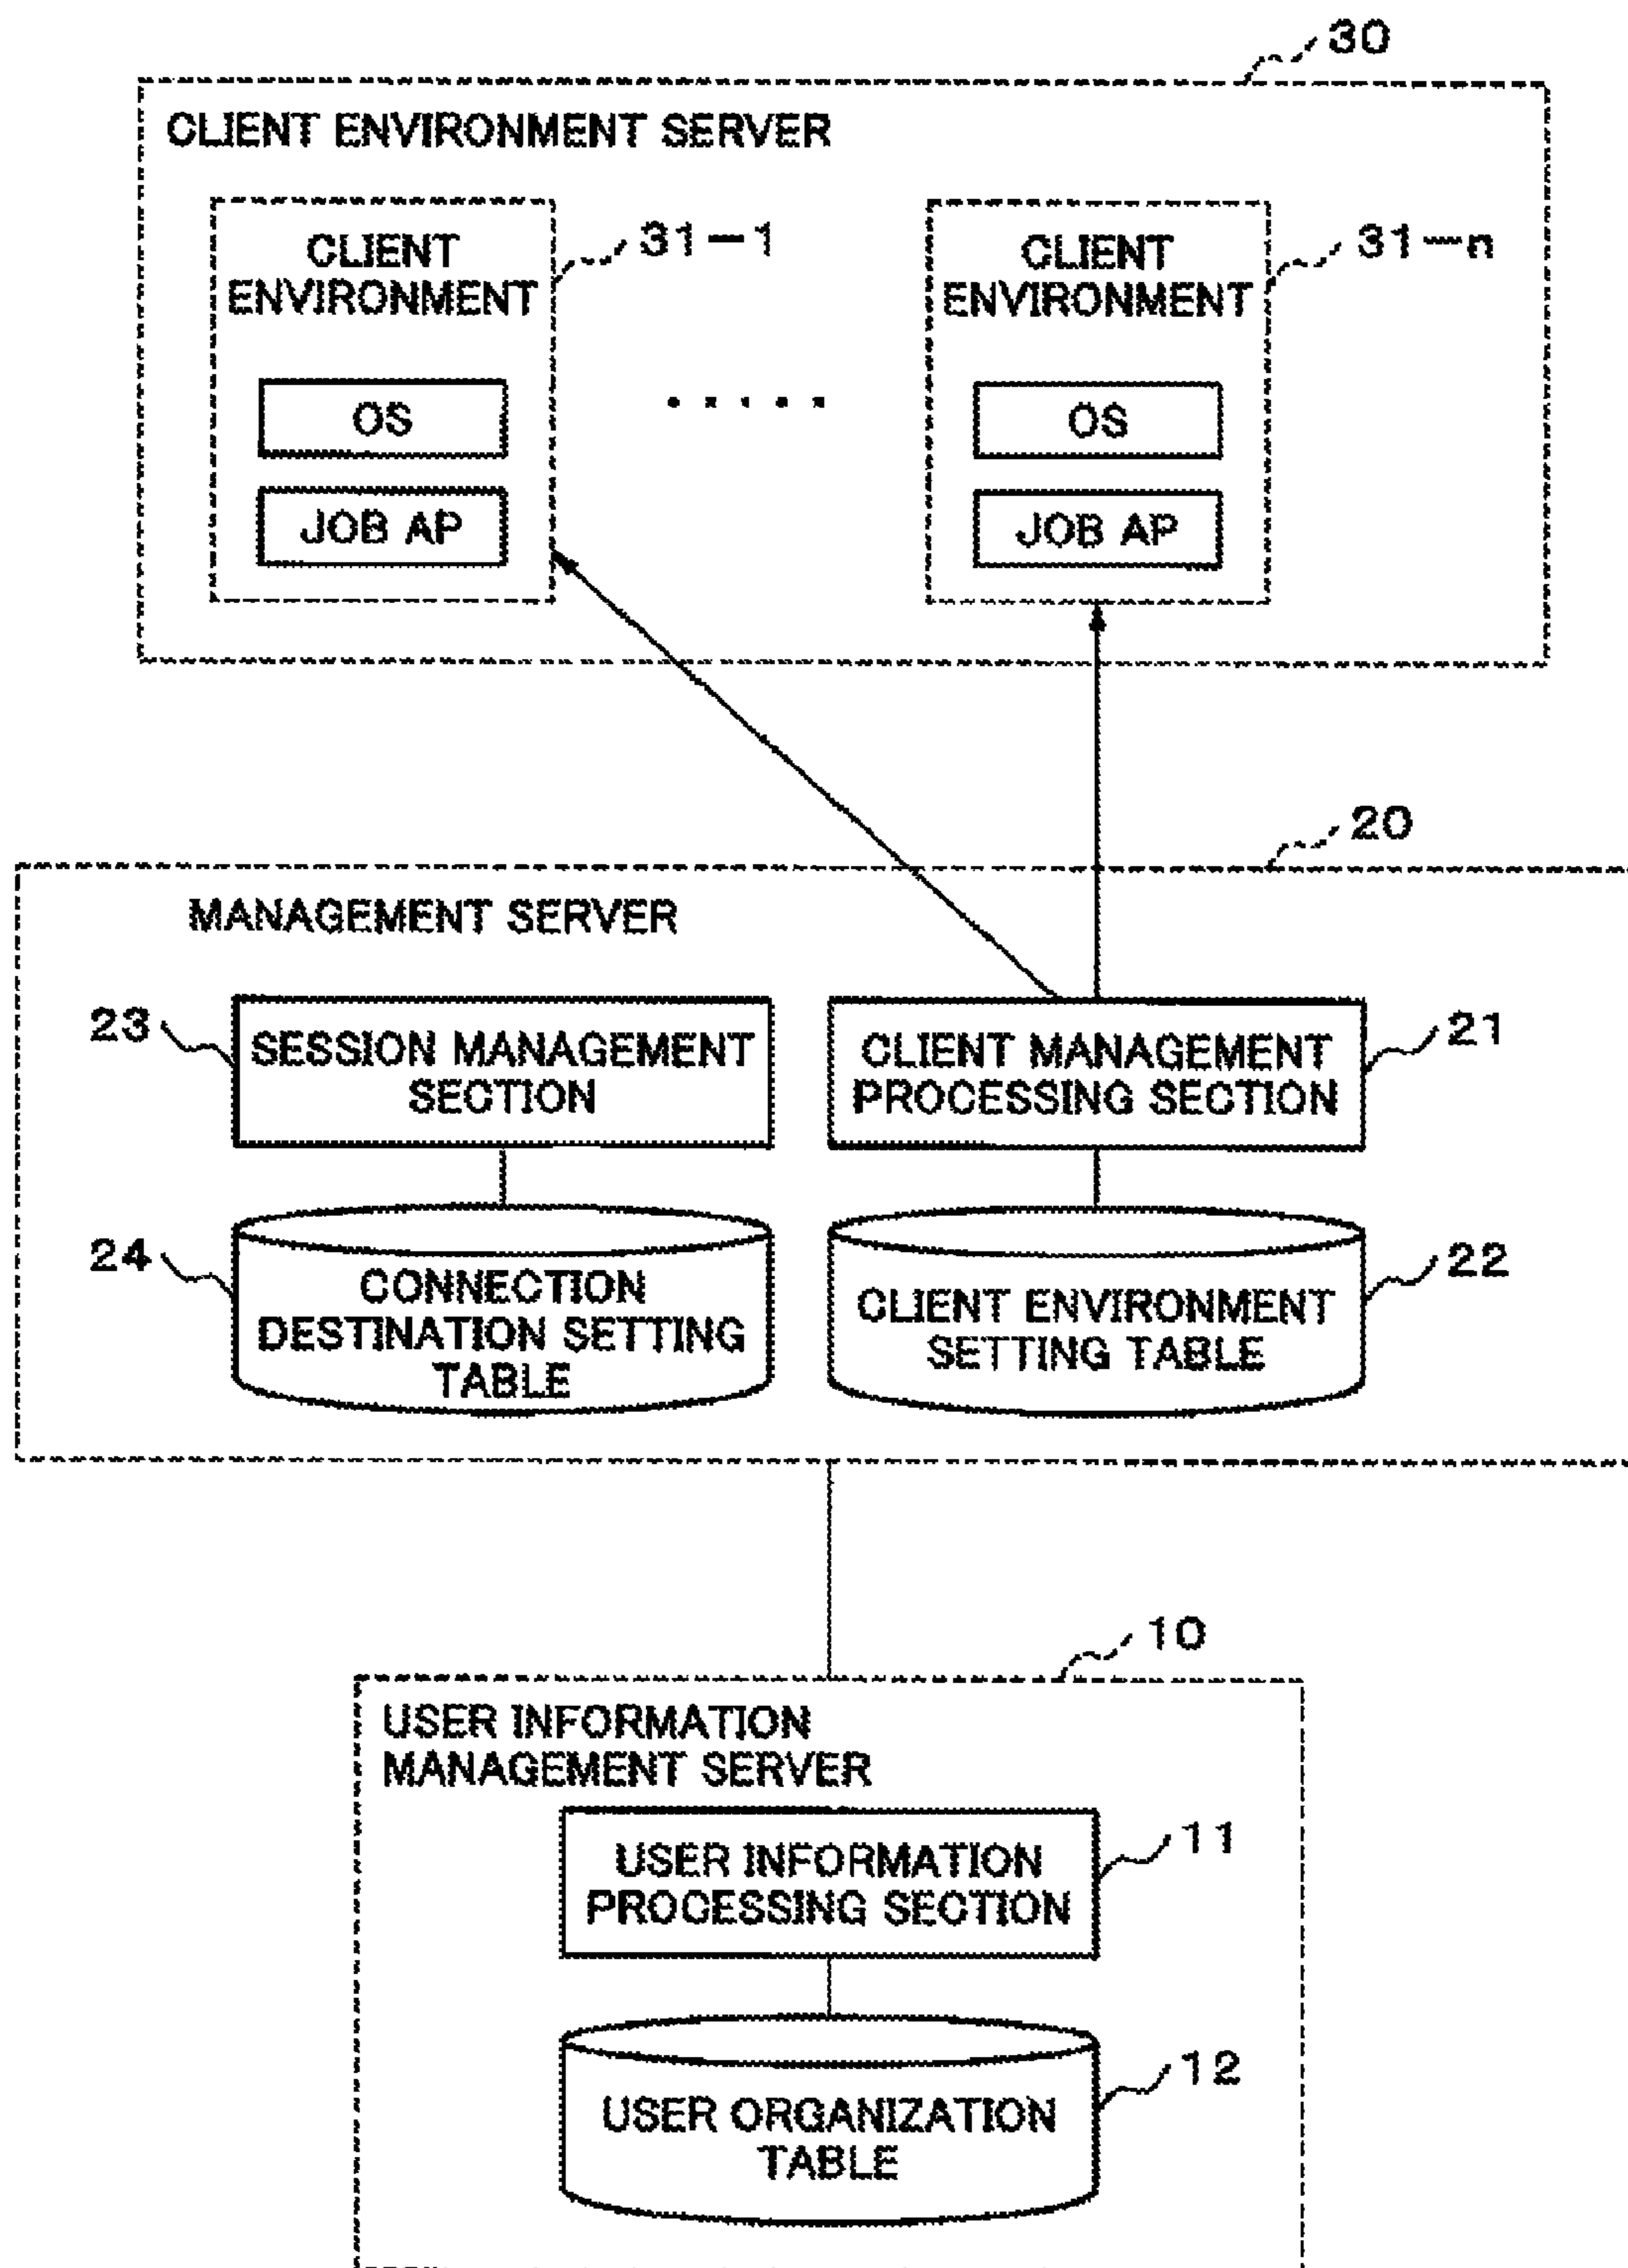 30
CLIENT ENVIRONMENT SERVER
CLIENT
ENVIRONMENT
31-1
OS
JOB AP
.....
CLIENT
ENVIRONMENT
31-n
OS
JOB AP
20
MANAGEMENT SERVER
23
SESSION MANAGEMENT
SECTION
CLIENT MANAGEMENT
PROCESSING SECTION
21
24
CONNECTION
DESTINATION SETTING
TABLE
CLIENT ENVIRONMENT
SETTING TABLE
22
10
USER INFORMATION
MANAGEMENT SERVER
USER INFORMATION
PROCESSING SECTION
11
USER ORGANIZATION
TABLE
12